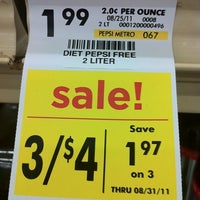 1.99
2.0¢ PER OUNCE
08/25/11 0008
2 LT 0001200000496
PEPSI METRO 067
DIET PEPSI FREE
2 LITER
sale!
3/$4
Save
1.97
on 3
THRU 08/31/11